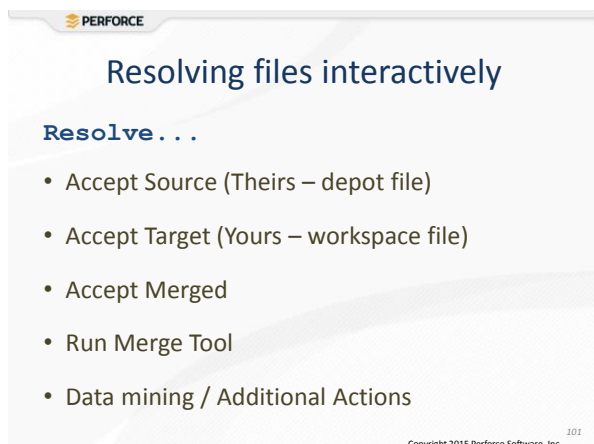 PERFORCE
Resolving files interactively
Resolve...
• Accept Source (Theirs – depot file)
• Accept Target (Yours – workspace file)
• Accept Merged
• Run Merge Tool
• Data mining / Additional Actions
101
Copyright 2015 Perforce Software, Inc.